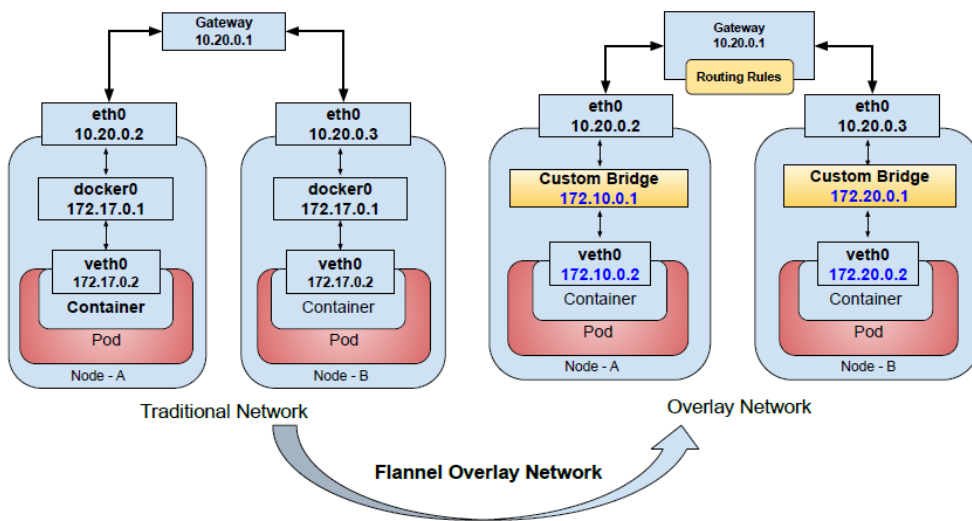 Gateway
10.20.0.1
eth0
10.20.0.2
docker0
172.17.0.1
veth0
172.17.0.2
Container
Pod
Node - A
eth0
10.20.0.3
docker0
172.17.0.1
veth0
172.17.0.2
Container
Pod
Node - B
Traditional Network
Gateway
10.20.0.1
Routing Rules
eth0
10.20.0.2
Custom Bridge
172.10.0.1
veth0
172.10.0.2
Container
Pod
Node - A
eth0
10.20.0.3
Custom Bridge
172.20.0.1
veth0
172.20.0.2
Container
Pod
Node - B
Overlay Network
Flannel Overlay Network